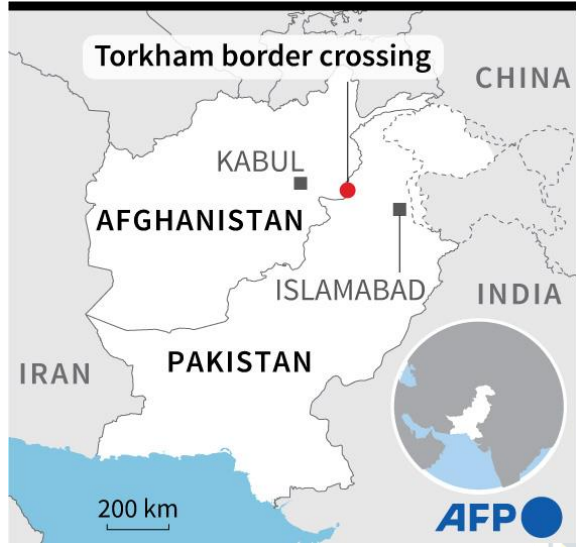 Torkham border crossing
CHINA
KABUL
AFGHANISTAN
ISLAMABAD
INDIA
PAKISTAN
IRAN
200 km
AFP